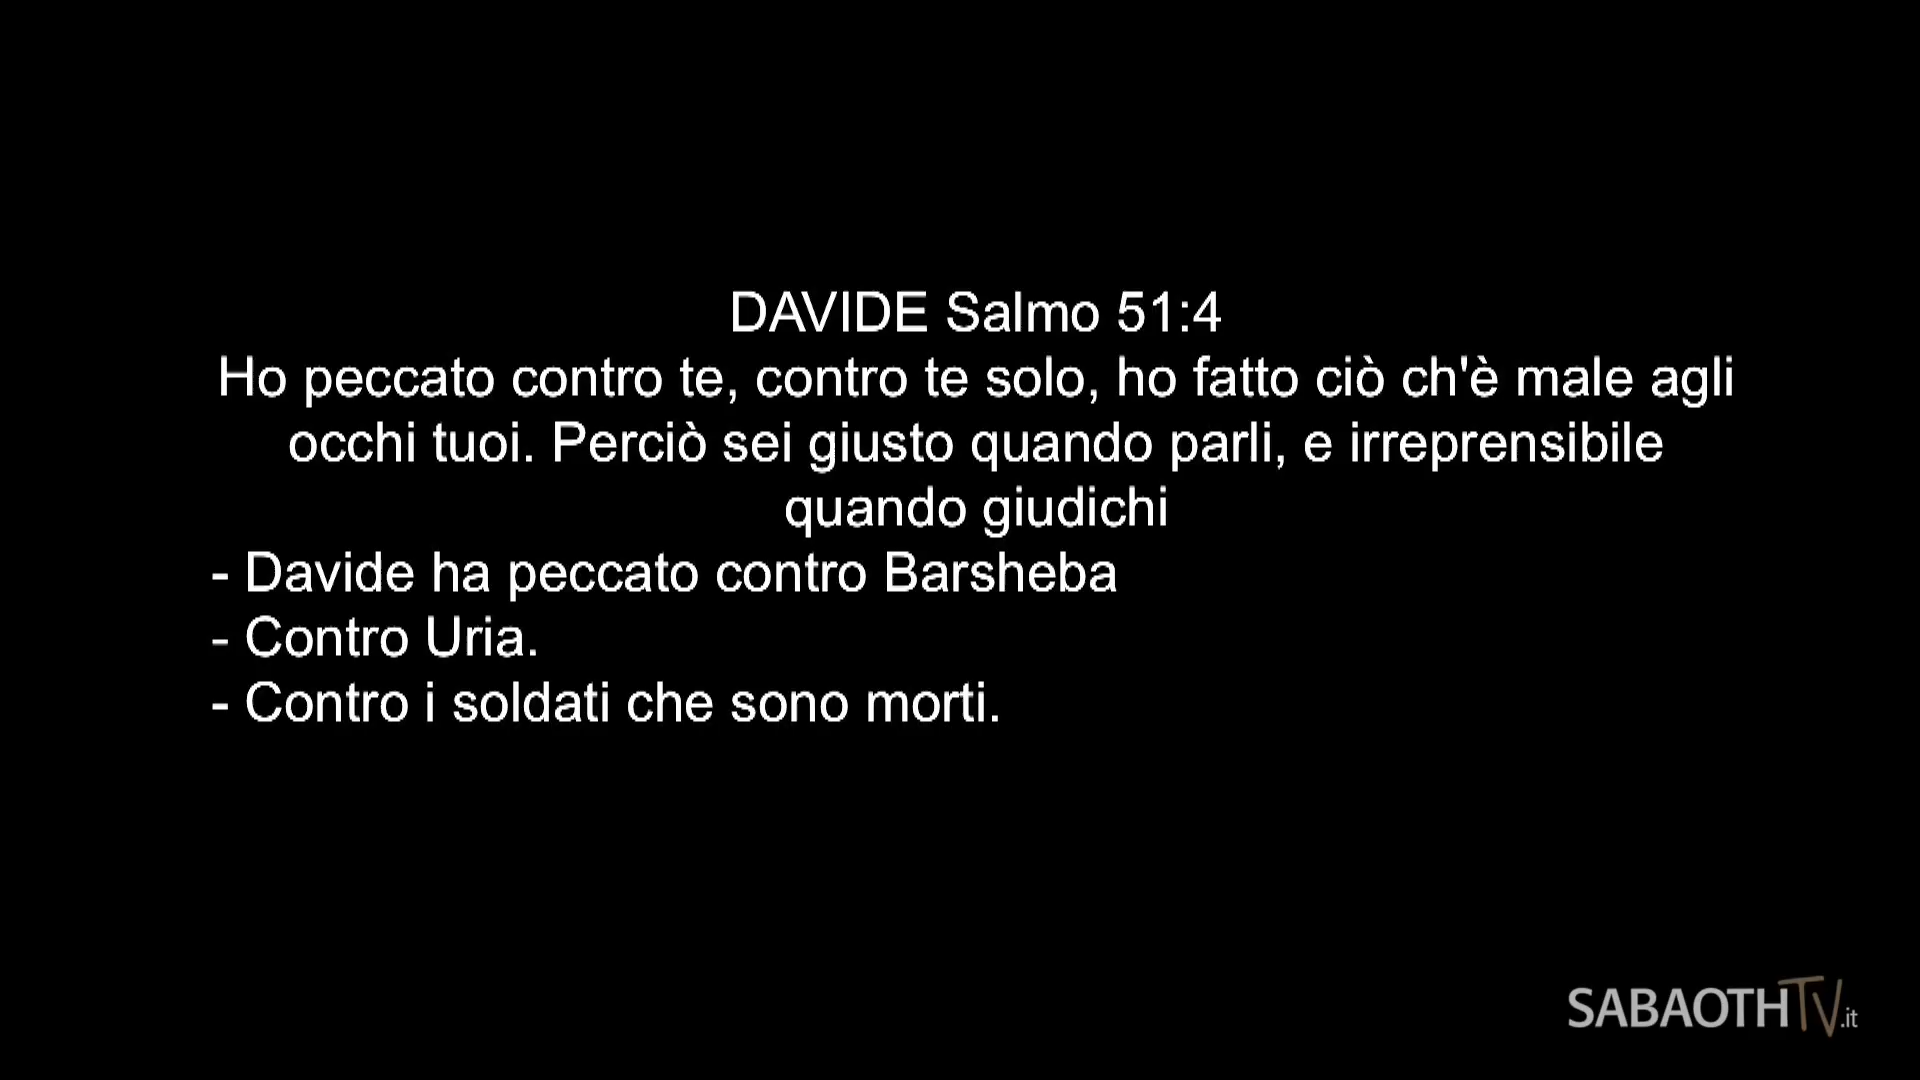 DAVIDE Salmo 51:4
Ho peccato contro te, contro te solo, ho fatto ciò ch'è male agli
occhi tuoi. Perciò sei giusto quando parli, e irreprensibile
quando giudichi
- Davide ha peccato contro Barsheba
- Contro Uria.
- Contro i soldati che sono morti.
SABAOTHTV.it